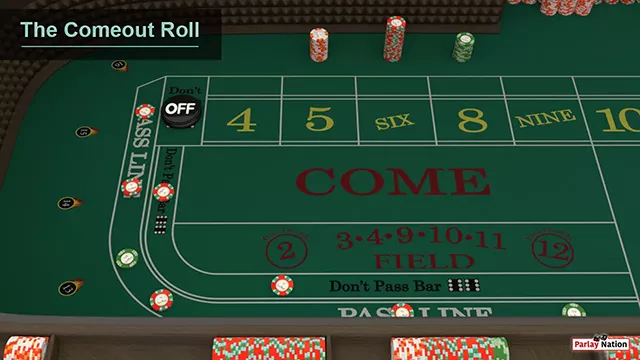 The Comeout Roll
Don't
OFF
PASS LINE
Don't Pass Bar
4 5 SIX 8 NINE 10
COME
2
3·4·9·10·11
12
FIELD
Don't Pass Bar
PASS LINE
Parlay Nation